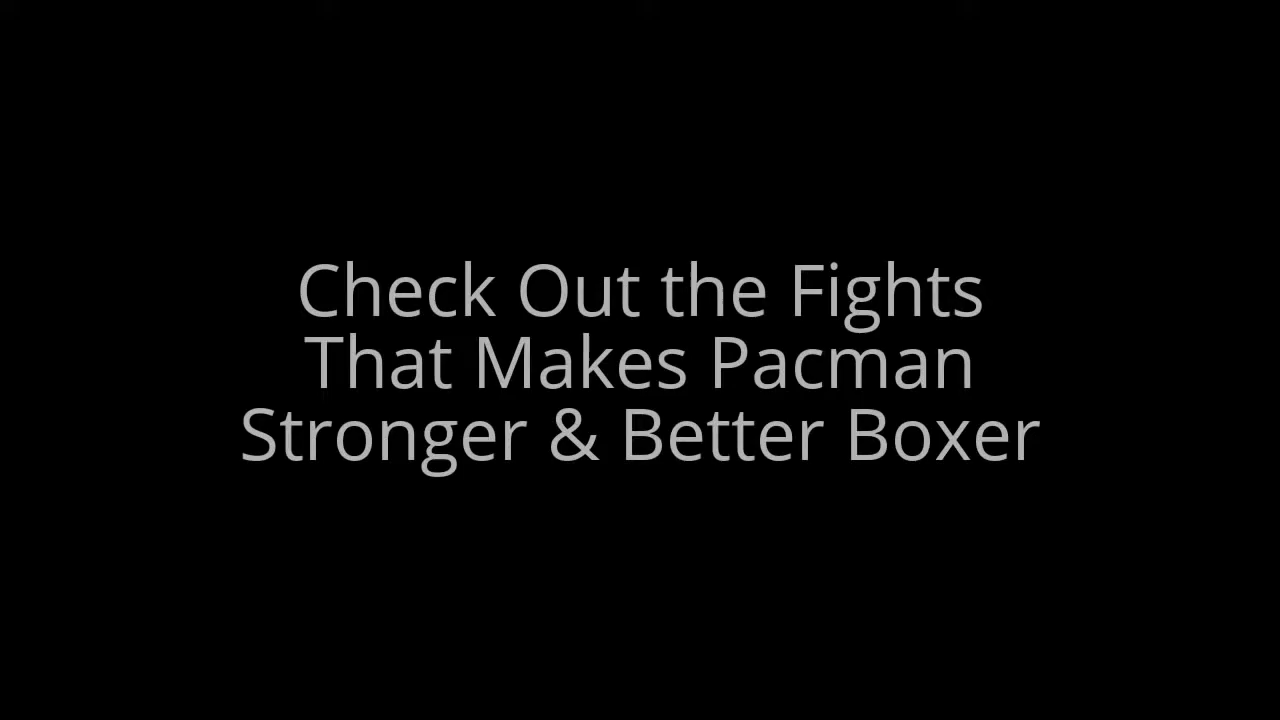 Check Out the Fights
That Makes Pacman
Stronger & Better Boxer